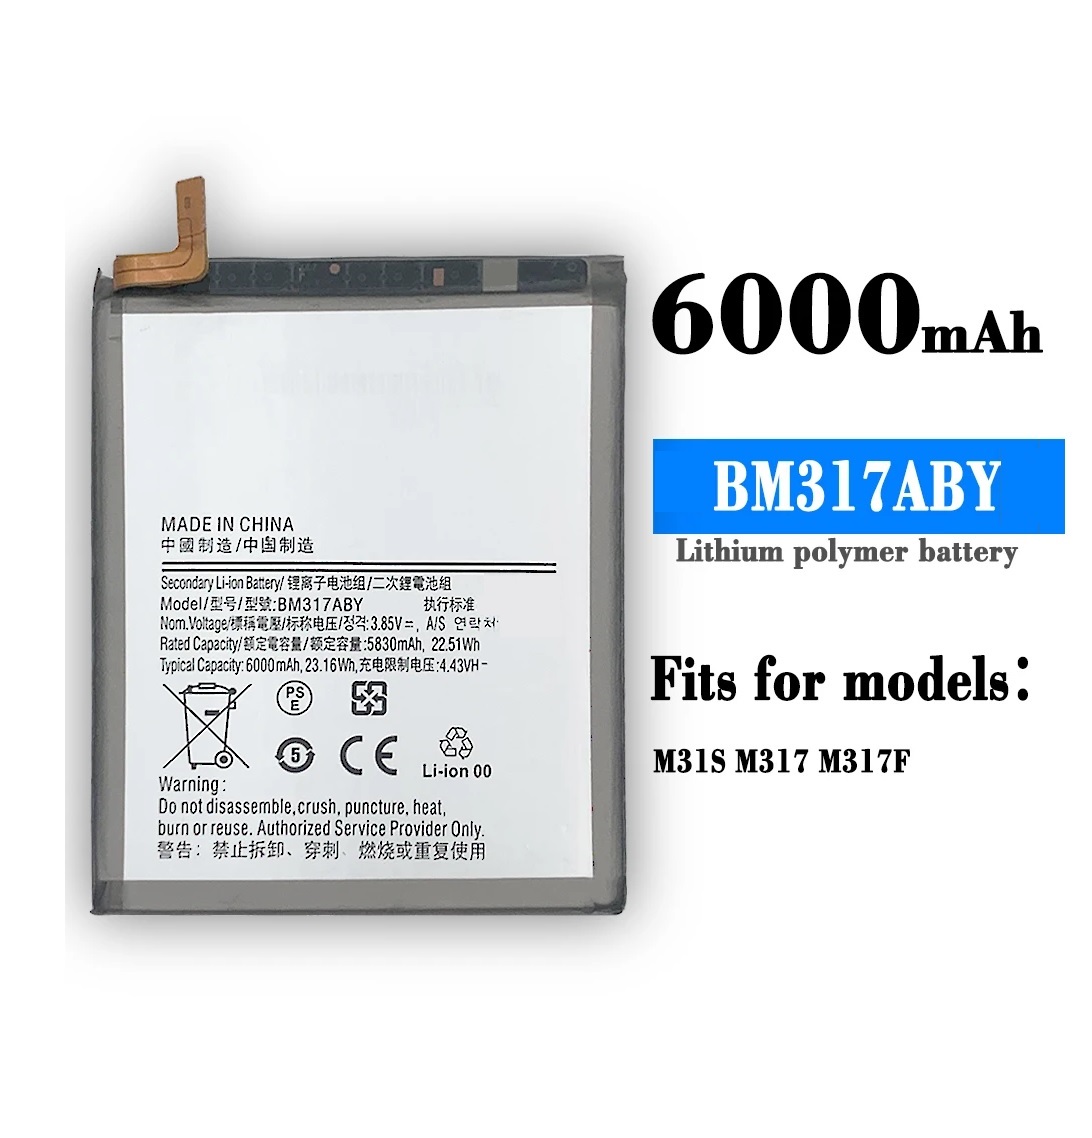 6000mAh
BM317ABY
Lithium polymer battery
Fits for models:
M31S M317 M317F
MADE IN CHINA
中國制造/中国制造
Secondary Li-ion Battery/ 锂离子电池组/二次鋰電池組
Model/型号/型號:BM317ABY 执行标准
Nom.Voltage/標稱電壓/标称电压/정격:3.85V⎓, A/S 연락처:
Rated Capacity/額定電容量/额定容量:5830mAh, 22.51Wh
Typical Capacity: 6000mAh, 23.16Wh,充电限制电压:4.43VH-
PS
E
5
CE
Li-ion 00
Warning:
Do not disassemble,crush, puncture, heat,
burn or reuse. Authorized Service Provider Only.
警告: 禁止拆卸、穿刺、燃烧或重复使用